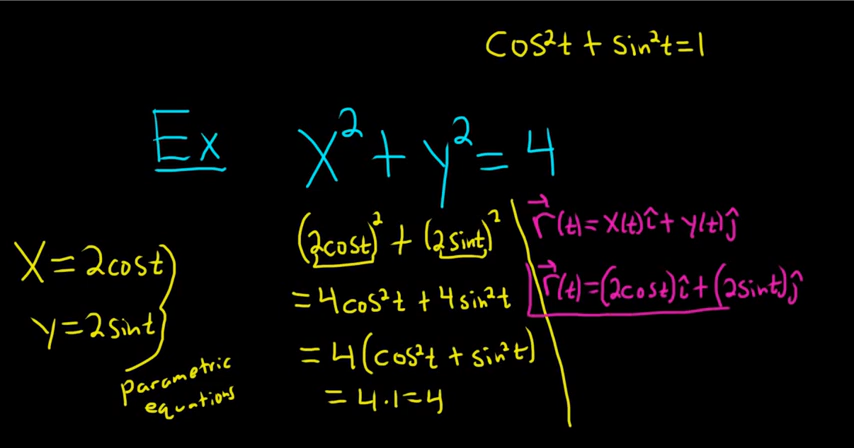 cos²t + sin²t = 1
Ex x² + y² = 4
x = 2cost
y = 2sint
parametric
equations
(2cost)² + (2sint)²
= 4cos²t + 4sin²t
= 4(cos²t + sin²t)
= 4·1 = 4
r⃗(t) = x(t)î + y(t)ĵ
r⃗(t) = (2cost)î + (2sint)ĵ